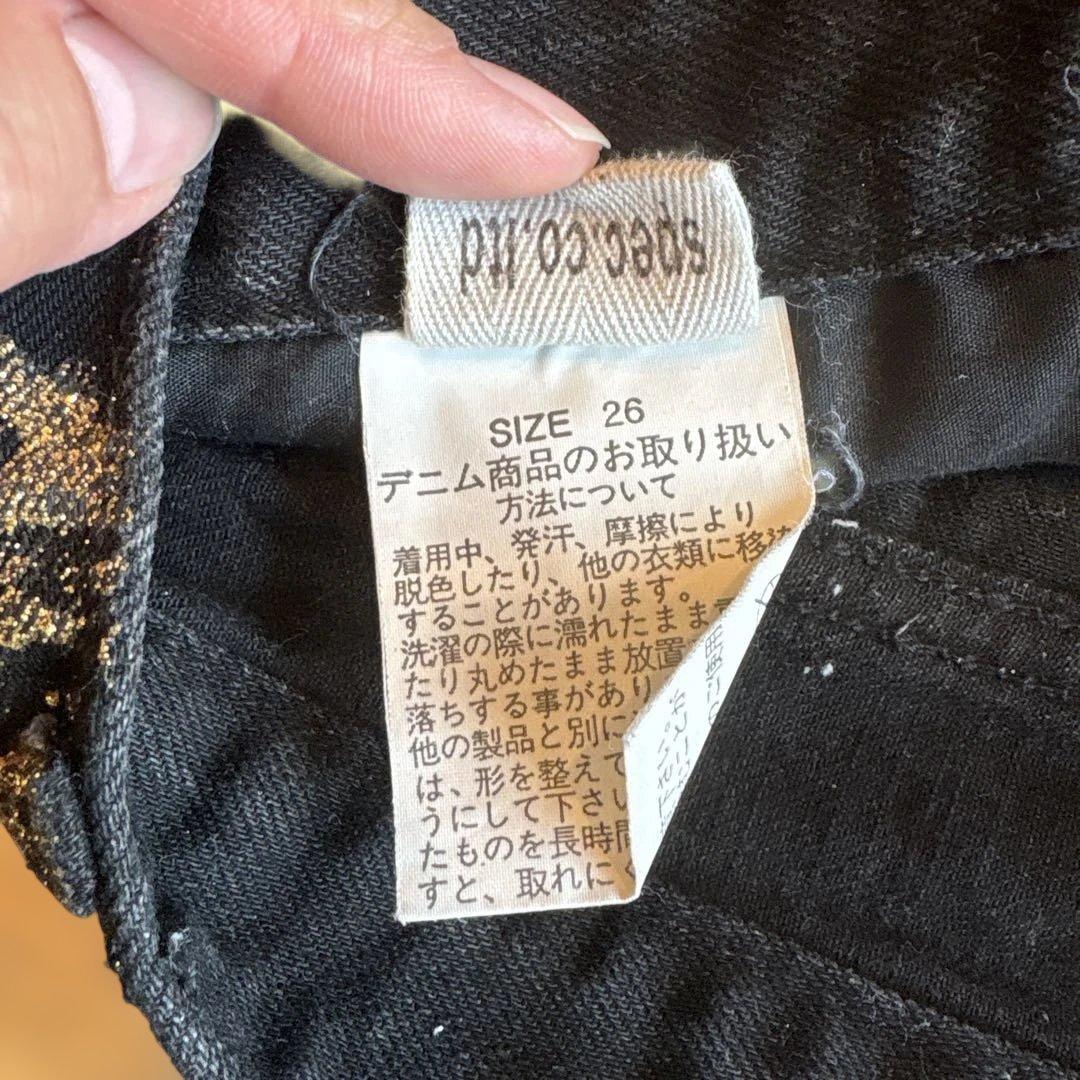 spec.co.ltd
SIZE 26
デニム商品のお取り扱い
方法について
着用中、発汗、摩擦により
脱色したり、他の衣類に移染
することがあります。
洗濯の際に濡れたまま
たり丸めたまま放置
落ちする事があり
他の製品と別に
は、形を整えて
うにして下さい
たものを長時間
すと、取れにく